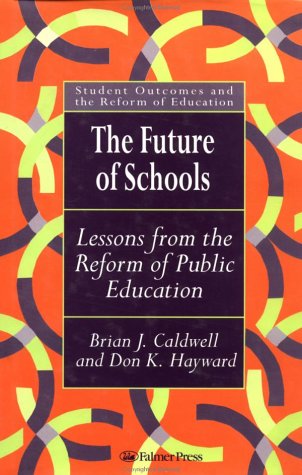 Student Outcomes and
the Reform of Education
The Future
of Schools
Lessons from the
Reform of Public
Education
Brian J. Caldwell
and Don K. Hayward
Falmer Press